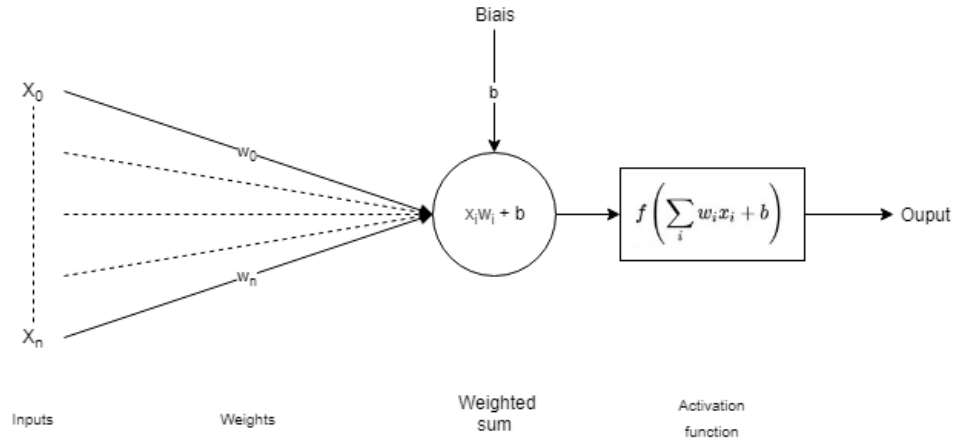 Biais
b
X₀
w₀
xᵢwᵢ + b
f(∑ᵢ wᵢxᵢ + b)
Ouput
wₙ
Xₙ
Inputs
Weights
Weighted
sum
Activation
function